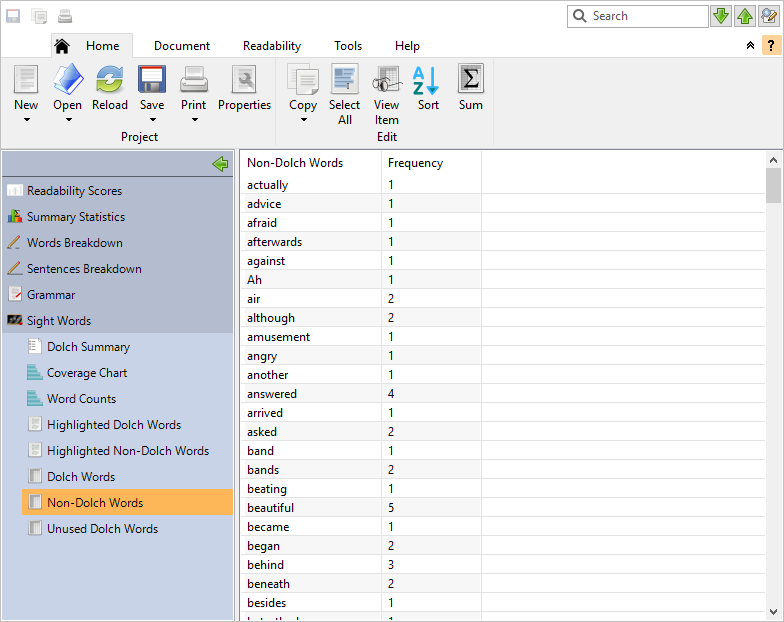 Search
Home Document Readability Tools Help
?
New Open Reload Save Print Properties Copy Select All View Item Sort Sum
Project Edit
Readability Scores
Summary Statistics
Words Breakdown
Sentences Breakdown
Grammar
Sight Words
Dolch Summary
Coverage Chart
Word Counts
Highlighted Dolch Words
Highlighted Non-Dolch Words
Dolch Words
Non-Dolch Words
Unused Dolch Words
Non-Dolch Words Frequency
actually 1
advice 1
afraid 1
afterwards 1
against 1
Ah 1
air 2
although 2
amusement 1
angry 1
another 1
answered 4
arrived 1
asked 2
band 1
bands 2
beating 1
beautiful 5
became 1
began 2
behind 3
beneath 2
besides 1